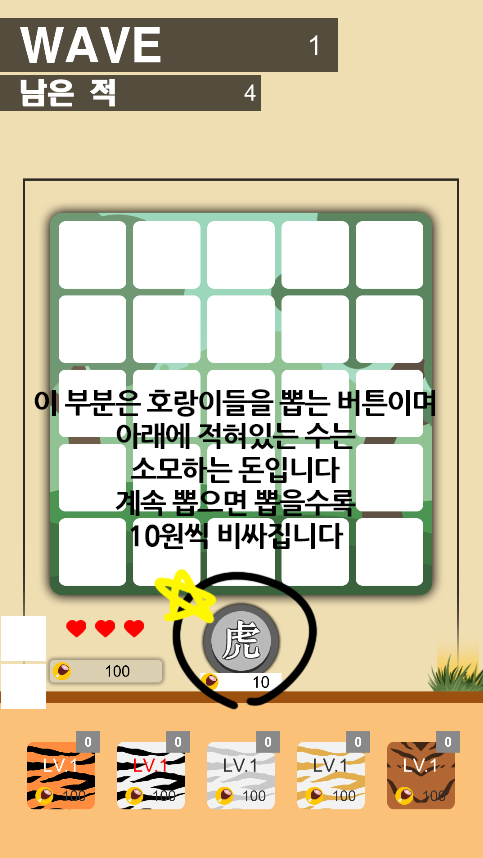 WAVE 1
남은 적 4
이 부분은 호랑이들을 뽑는 버튼이며
아래에 적혀있는 수는
소모하는 돈입니다
계속 뽑으면 뽑을수록
10원씩 비싸집니다
虎
100
10
0 0 0 0 0
LV.1 LV.1 LV.1 LV.1 LV.1
100 100 100 100 100